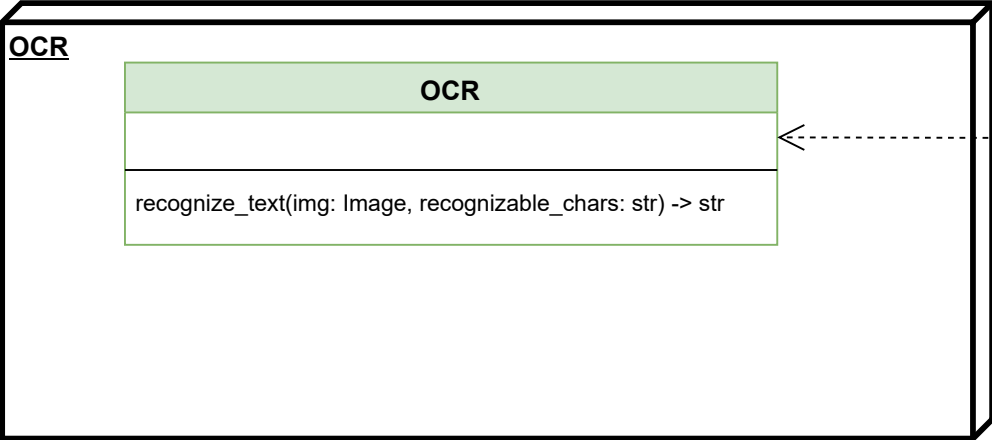 OCR
OCR
recognize_text(img: Image, recognizable_chars: str) -> str